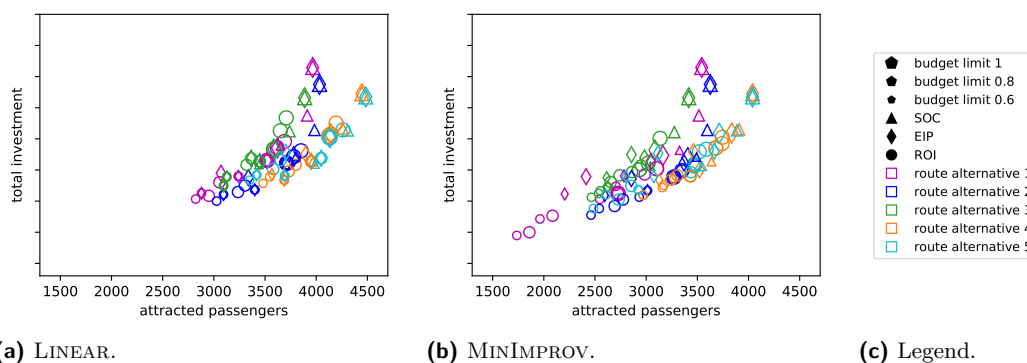 total investment
1500 2000 2500 3000 3500 4000 4500
attracted passengers
(a) LINEAR.
total investment
1500 2000 2500 3000 3500 4000 4500
attracted passengers
(b) MINIMPROV.
budget limit 1
budget limit 0.8
budget limit 0.6
SOC
EIP
ROI
route alternative 1
route alternative 2
route alternative 3
route alternative 4
route alternative 5
(c) Legend.